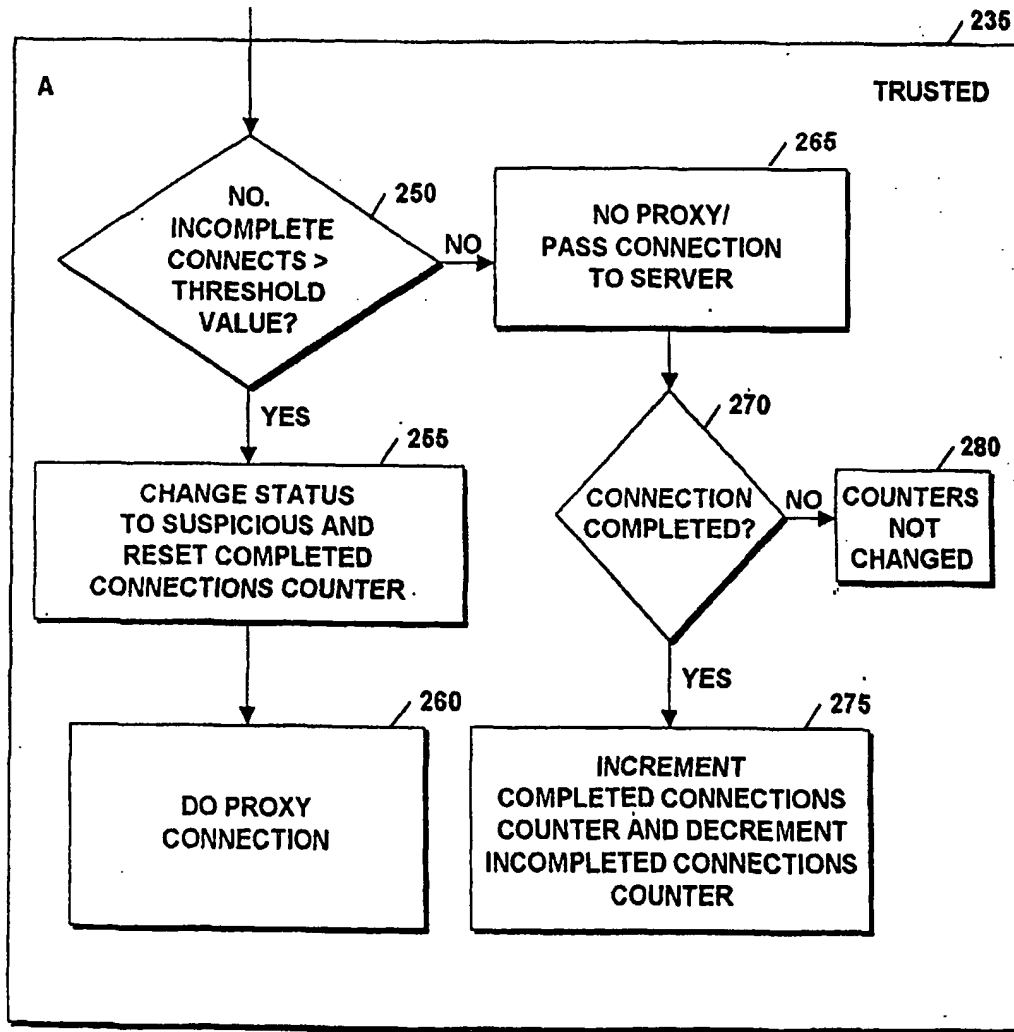 235
A
TRUSTED
NO.
INCOMPLETE
CONNECTS >
THRESHOLD
VALUE?
250
NO
265
NO PROXY/
PASS CONNECTION
TO SERVER
YES
255
CHANGE STATUS
TO SUSPICIOUS AND
RESET COMPLETED
CONNECTIONS COUNTER
270
CONNECTION
COMPLETED?
NO
280
COUNTERS
NOT
CHANGED
YES
260
DO PROXY
CONNECTION
275
INCREMENT
COMPLETED CONNECTIONS
COUNTER AND DECREMENT
INCOMPLETED CONNECTIONS
COUNTER